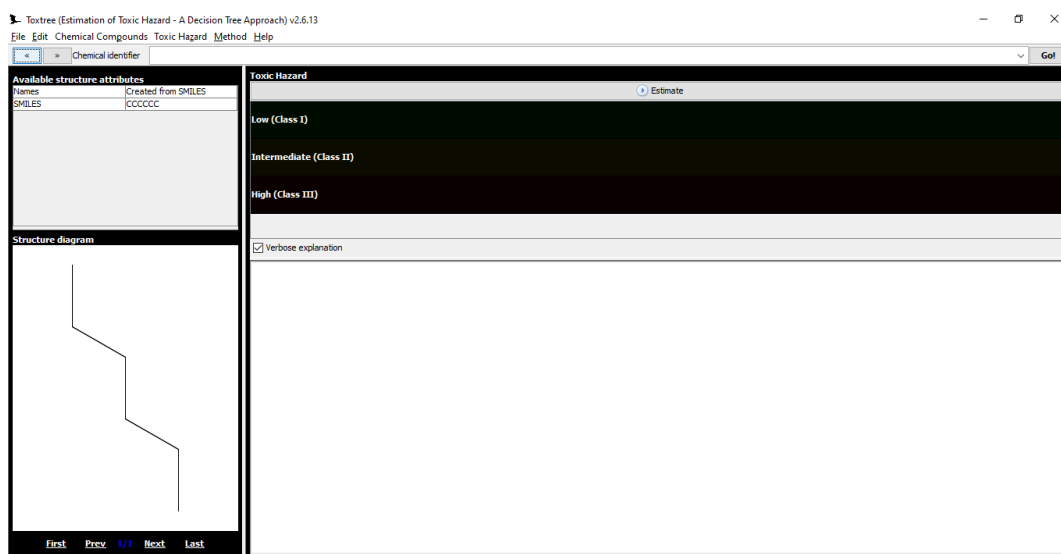 Toxtree (Estimation of Toxic Hazard - A Decision Tree Approach) v2.6.13
File Edit Chemical Compounds Toxic Hazard Method Help
« » Chemical identifier Go!
Available structure attributes
Names Created from SMILES
SMILES CCCCCC
Structure diagram
First Prev 1/1 Next Last
Toxic Hazard
Estimate
Low (Class I)
Intermediate (Class II)
High (Class III)
Verbose explanation